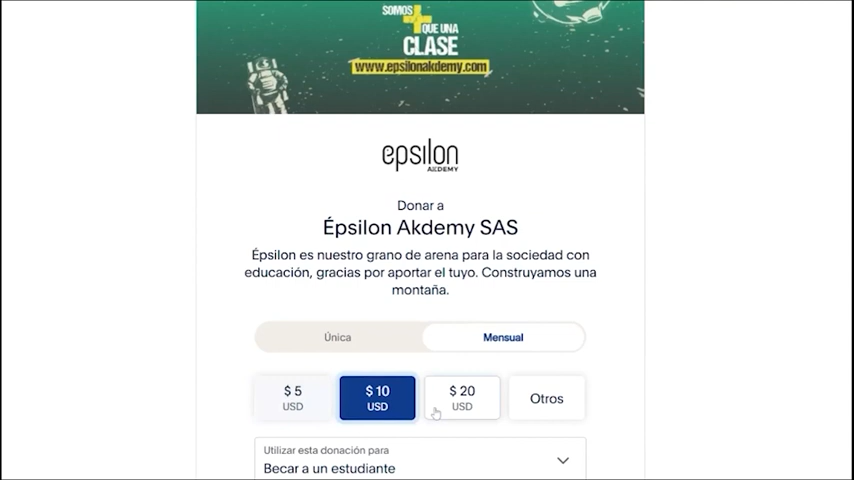 SOMOS
+
QUE UNA
CLASE
www.epsilonakdemy.com
epsilon
AKDEMY
Donar a
Épsilon Akdemy SAS
Épsilon es nuestro grano de arena para la sociedad con
educación, gracias por aportar el tuyo. Construyamos una
montaña.
Única
Mensual
$ 5
USD
$ 10
USD
$ 20
USD
Otros
Utilizar esta donación para
Becar a un estudiante